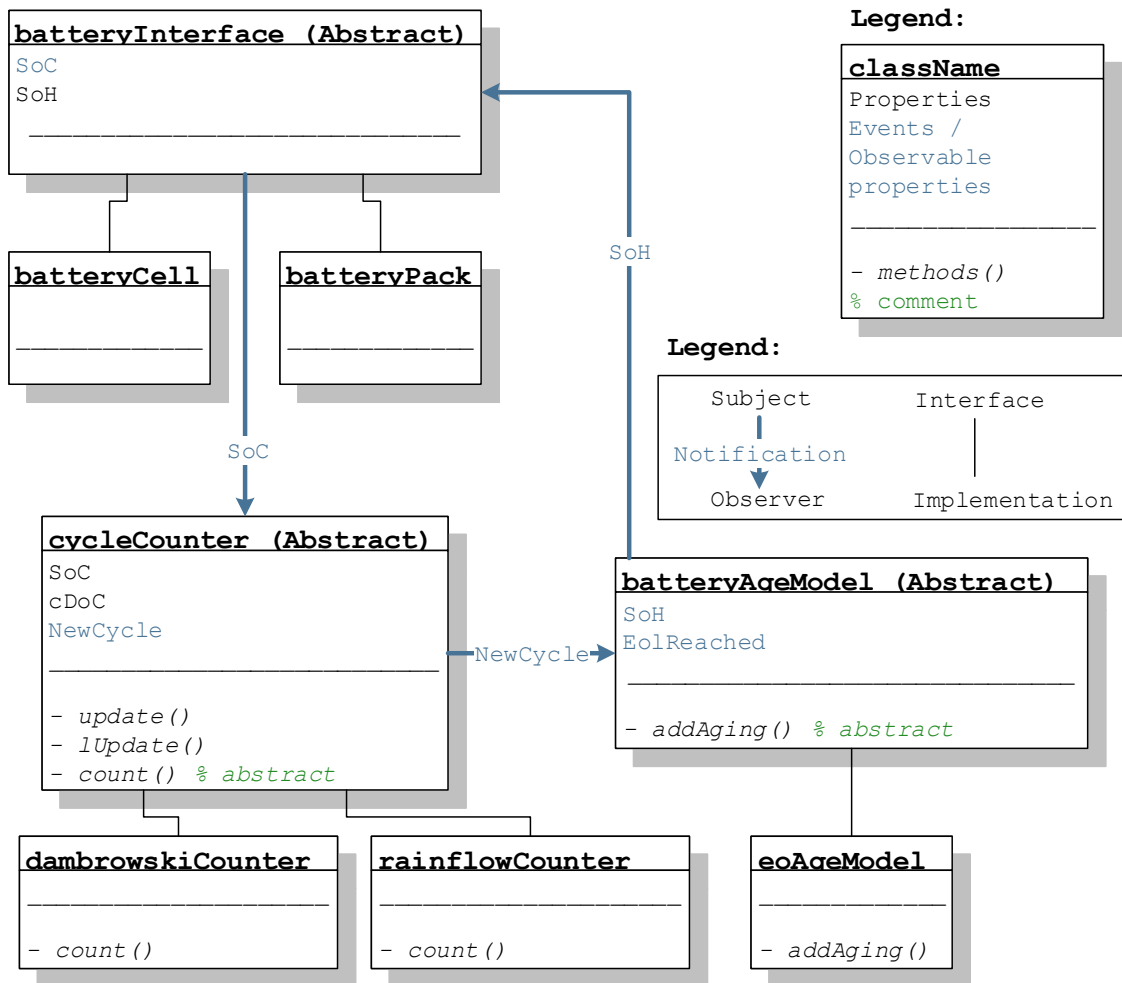 batteryInterface (Abstract)
SoC
SoH
batteryCell
batteryPack
SoC
SoH
Legend:
className
Properties
Events /
Observable
properties
- methods()
% comment
Legend:
Subject
Notification
Observer
Interface
Implementation
cycleCounter (Abstract)
SoC
cDoC
NewCycle
- update()
- lUpdate()
- count() % abstract
NewCycle
batteryAgeModel (Abstract)
SoH
EolReached
- addAging() % abstract
dambrowskiCounter
- count()
rainflowCounter
- count()
eoAgeModel
- addAging()